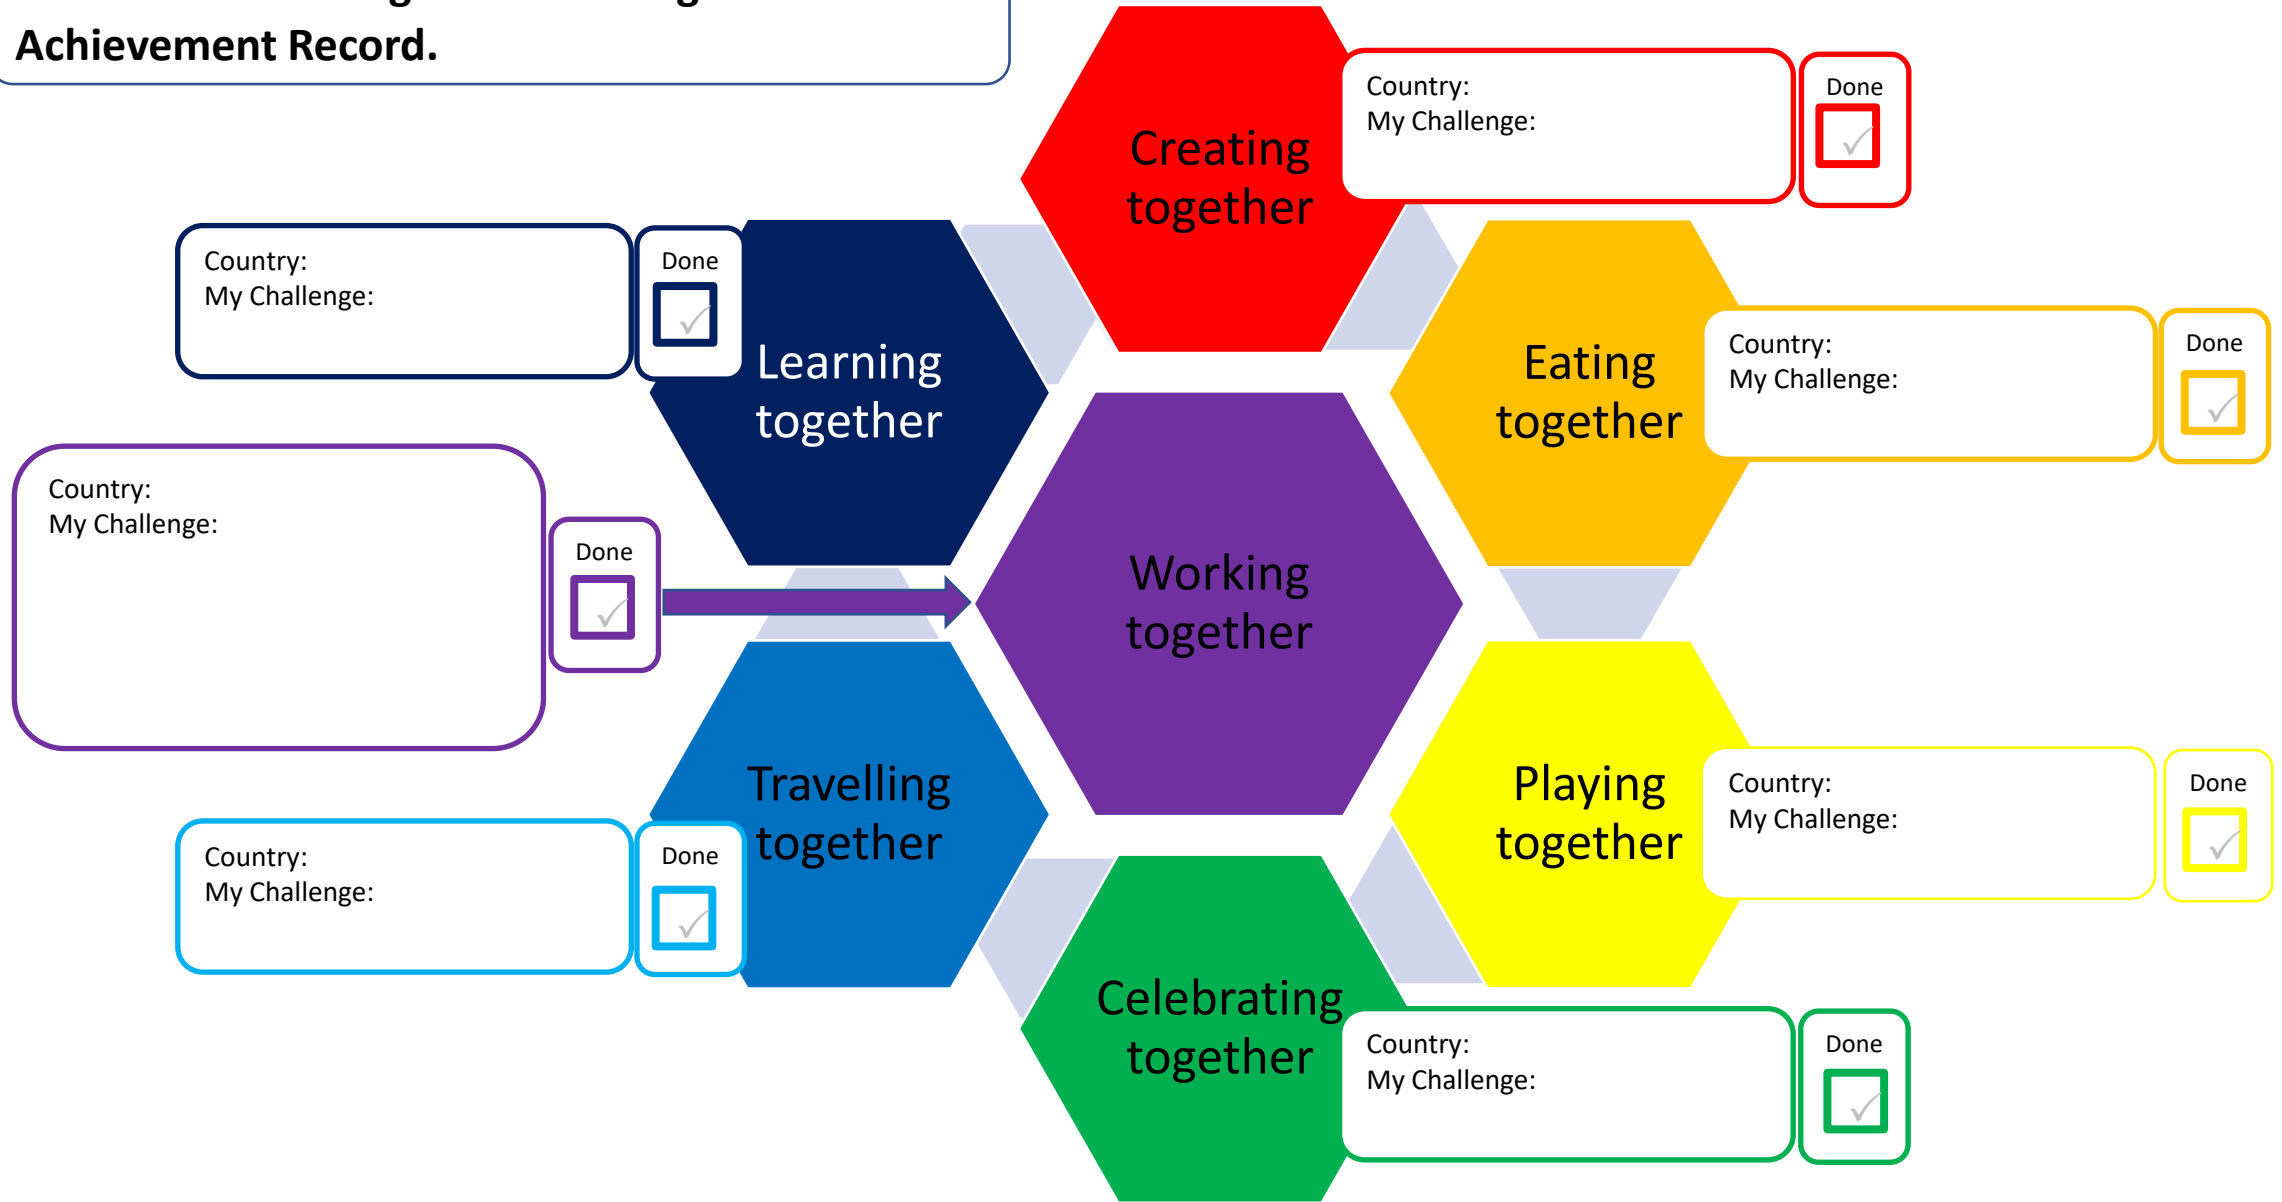 Achievement Record.
Creating
together
Country:
My Challenge:
Done
Country:
My Challenge:
Done
Learning
together
Eating
together
Country:
My Challenge:
Done
Country:
My Challenge:
Done
Working
together
Travelling
together
Country:
My Challenge:
Done
Playing
together
Country:
My Challenge:
Done
Celebrating
together
Country:
My Challenge:
Done